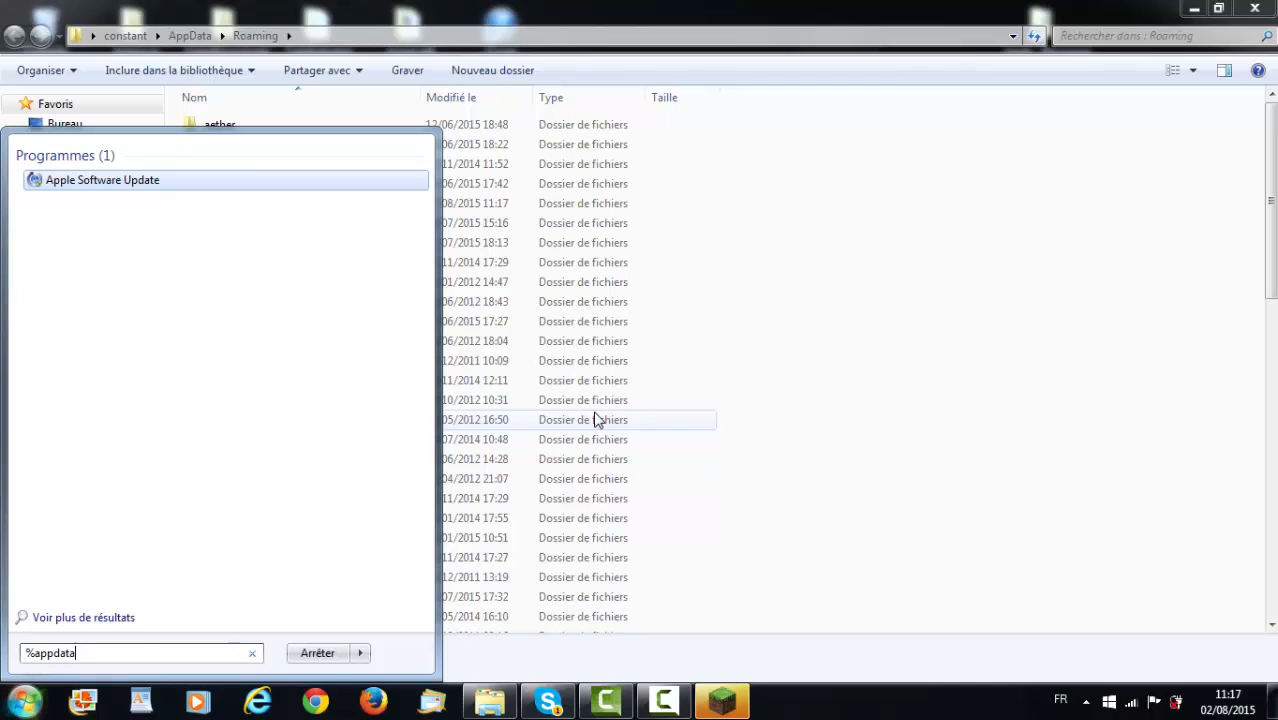 constant AppData Roaming Rechercher dans : Roaming
Organiser Inclure dans la bibliothèque Partager avec Graver Nouveau dossier
Favoris Nom Modifié le Type Taille
Bureau aether 12/06/2015 18:48 Dossier de fichiers
06/2015 18:22 Dossier de fichiers
Programmes (1)
11/2014 11:52 Dossier de fichiers
Apple Software Update 06/2015 17:42 Dossier de fichiers
08/2015 11:17 Dossier de fichiers
07/2015 15:16 Dossier de fichiers
07/2015 18:13 Dossier de fichiers
11/2014 17:29 Dossier de fichiers
01/2012 14:47 Dossier de fichiers
06/2012 18:43 Dossier de fichiers
06/2015 17:27 Dossier de fichiers
06/2012 18:04 Dossier de fichiers
12/2011 10:09 Dossier de fichiers
11/2014 12:11 Dossier de fichiers
10/2012 10:31 Dossier de fichiers
05/2012 16:50 Dossier de fichiers
07/2014 10:48 Dossier de fichiers
06/2012 14:28 Dossier de fichiers
04/2012 21:07 Dossier de fichiers
11/2014 17:29 Dossier de fichiers
01/2014 17:55 Dossier de fichiers
01/2015 10:51 Dossier de fichiers
11/2014 17:27 Dossier de fichiers
12/2011 13:19 Dossier de fichiers
07/2015 17:32 Dossier de fichiers
Voir plus de résultats 05/2014 16:10 Dossier de fichiers
%appdata Arrêter
FR 11:17
02/08/2015